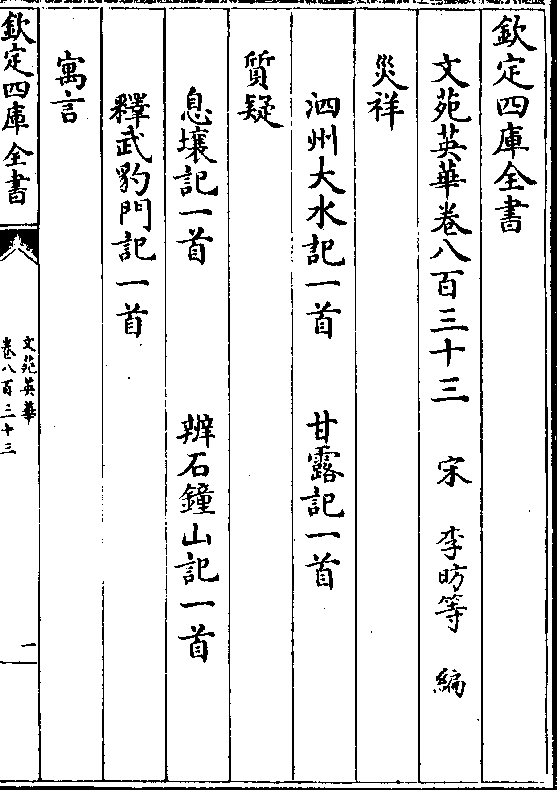 欽定四庫全書
文苑英華卷八百三十三　宋　李昉等　編
災祥
泗州大水記一首　甘露記一首
質疑
息壤記一首　辨石鐘山記一首
釋武豹門記一首
寓言
欽定四庫全書
文苑英華
卷八百三十三
一